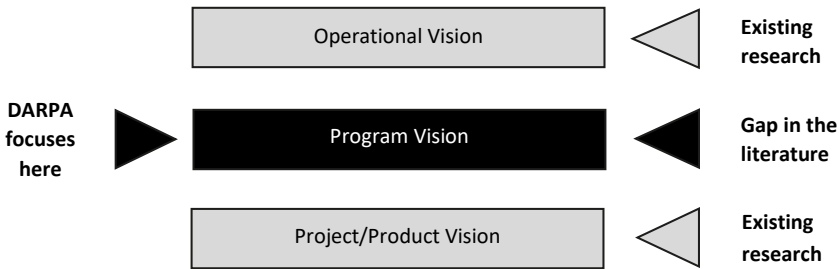 Operational Vision
Existing
research
DARPA
focuses
here
Program Vision
Gap in the
literature
Project/Product Vision
Existing
research